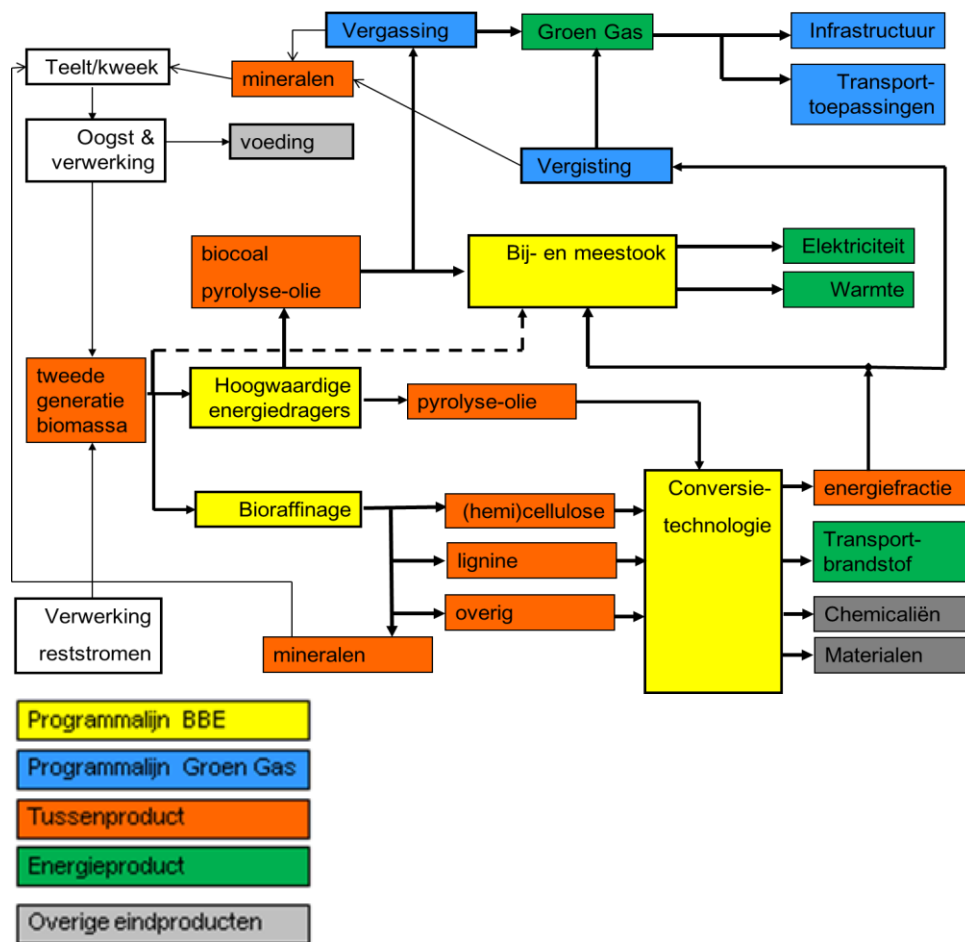 Vergassing
Groen Gas
Infrastructuur
Teelt/kweek
mineralen
Transport-
toepassingen
Oogst &
verwerking
voeding
Vergisting
biocoal
pyrolyse-olie
Bij- en meestook
Elektriciteit
Warmte
tweede
generatie
biomassa
Hoogwaardige
energiedragers
pyrolyse-olie
Bioraffinage
(hemi)cellulose
Conversie-
technologie
energiefractie
lignine
Transport-
brandstof
overig
Chemicaliën
Verwerking
reststromen
mineralen
Materialen
Programmalijn BBE
Programmalijn Groen Gas
Tussenproduct
Energieproduct
Overige eindproducten